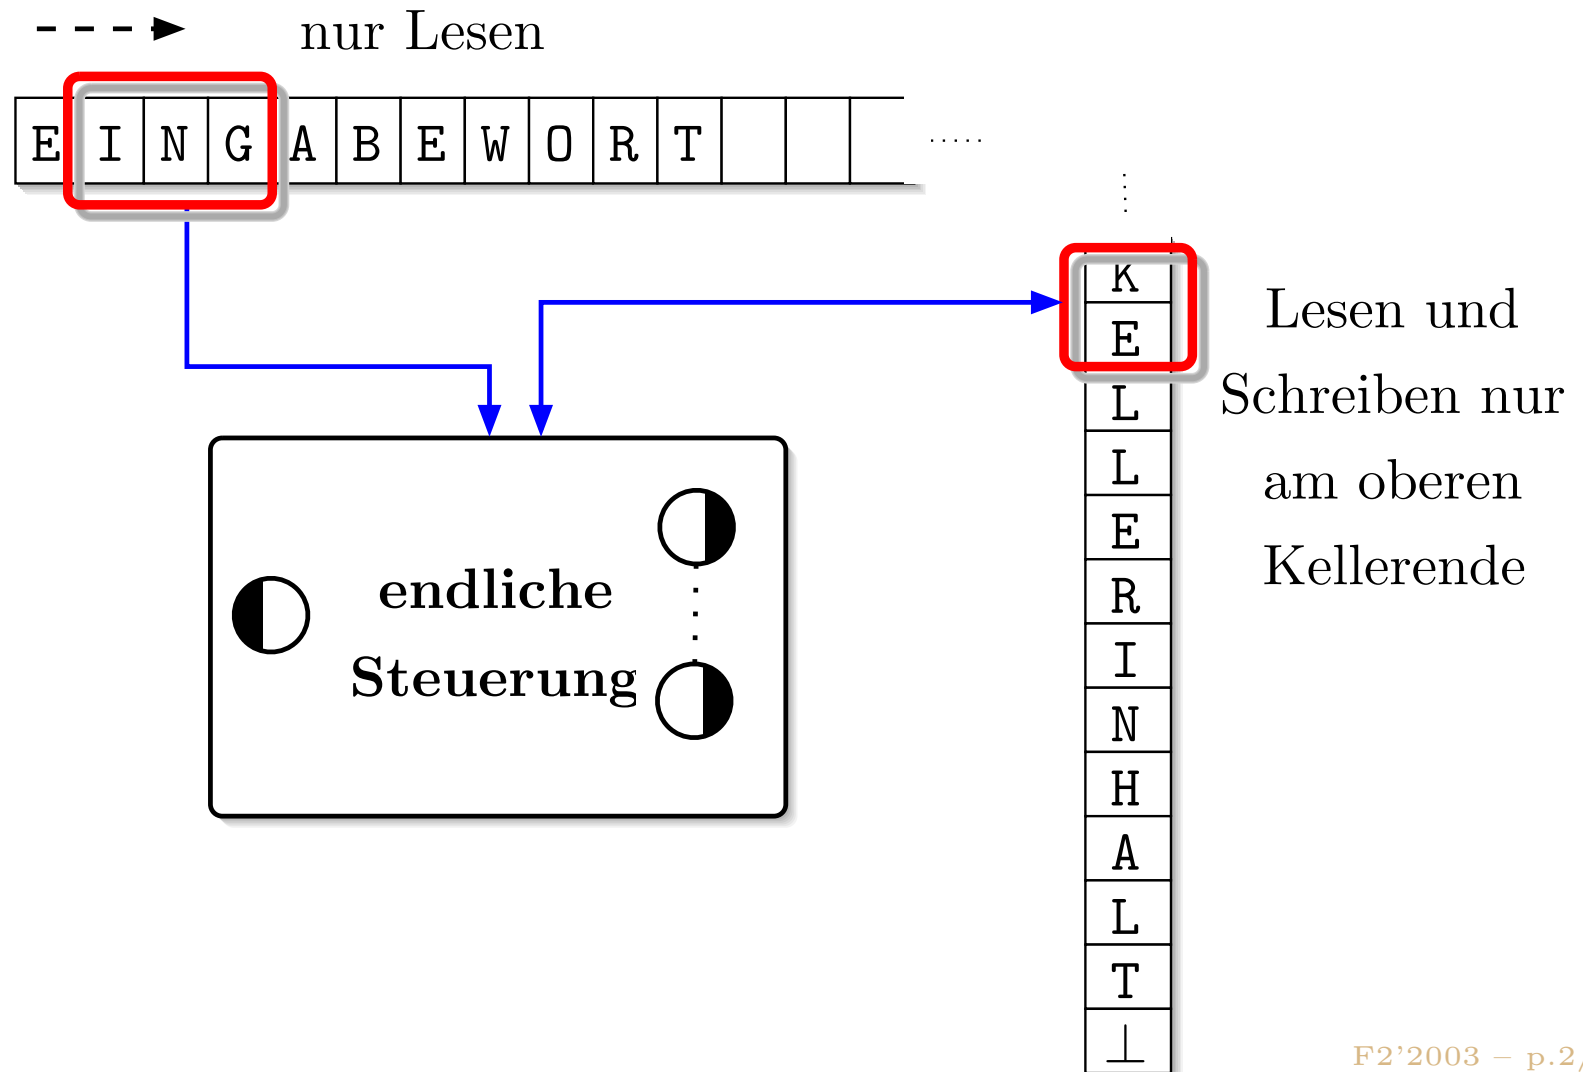 nur Lesen
E I N G A B E W O R T
K
E
L
L
E
R
I
N
H
A
L
T
⊥
Lesen und
Schreiben nur
am oberen
Kellerende
endliche
Steuerung
F2'2003 – p.2/